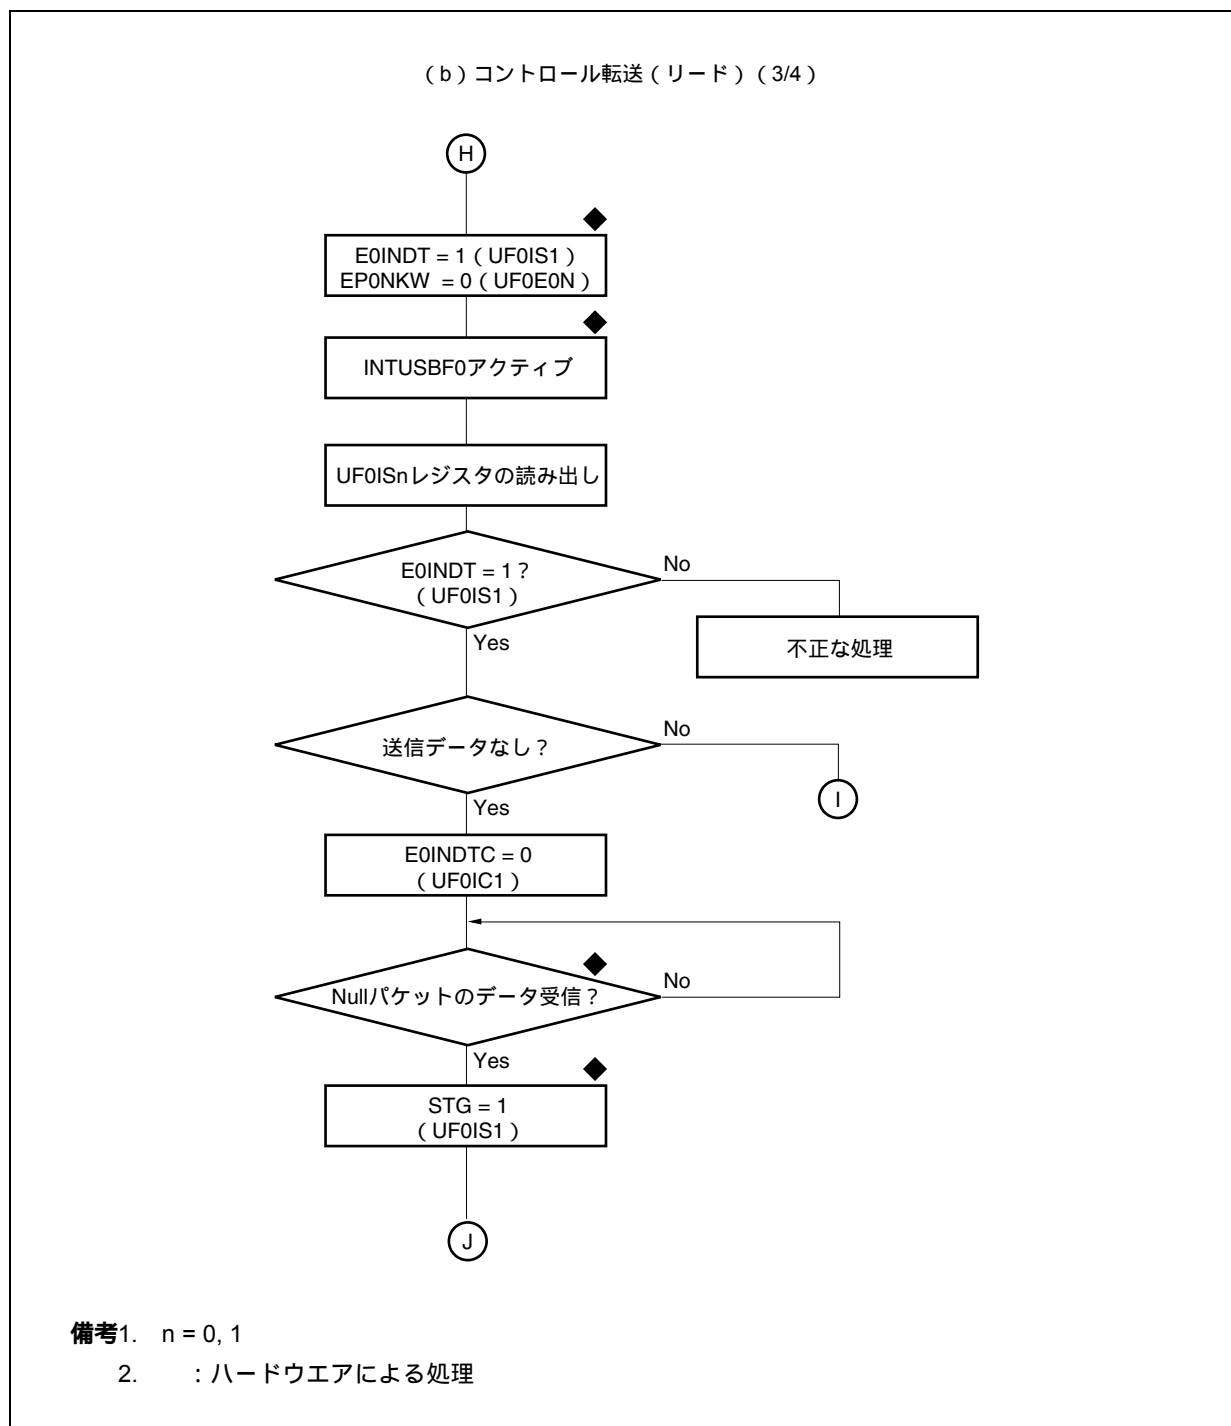 （b）コントロール転送（リード）（3/4）
H
E0INDT = 1（UF0IS1）
EP0NKW = 0（UF0E0N）
INTUSBF0アクティブ
UF0ISnレジスタの読み出し
E0INDT = 1？
（UF0IS1）
No
不正な処理
Yes
送信データなし？
No
I
Yes
E0INDTC = 0
（UF0IC1）
Nullパケットのデータ受信？
No
Yes
STG = 1
（UF0IS1）
J
備考1. n = 0, 1
2. ：ハードウエアによる処理